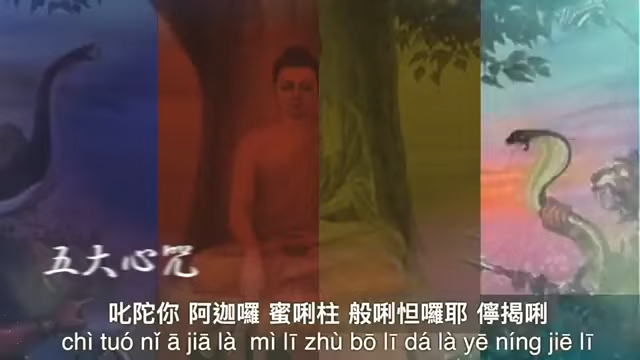 五大心咒
叱陀你 阿迦囉 蜜唎柱 般唎怛囉耶 儜揭唎
chì tuó nǐ ā jiā là mì lī zhù bō lī dá là yē níng jiē lī